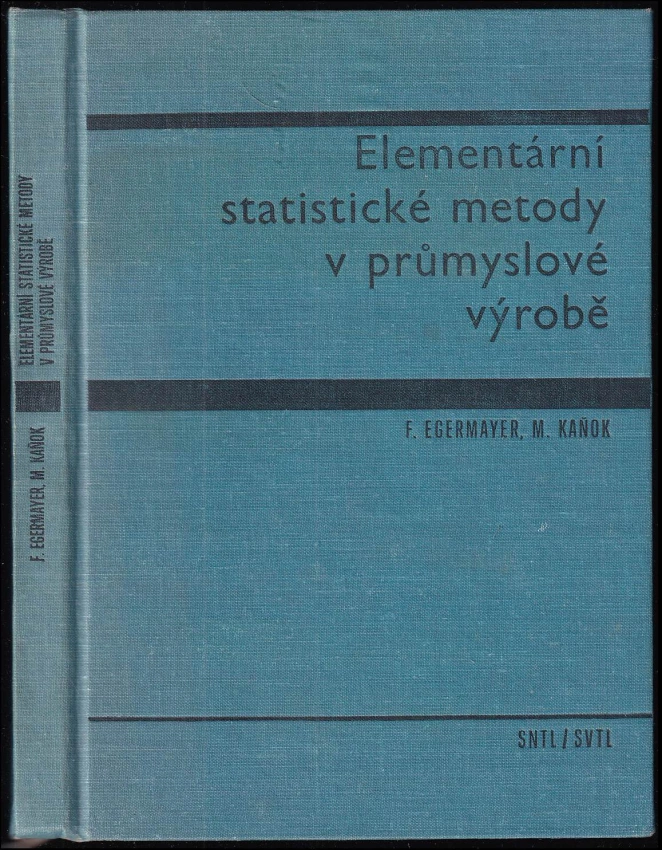 ELEMENTÁRNÍ STATISTICKÉ METODY
V PRŮMYSLOVÉ VÝROBĚ
F. EGERMAYER, M. KAŇOK
Elementární
statistické metody
v průmyslové
výrobě
F. EGERMAYER, M. KAŇOK
SNTL / SVTL